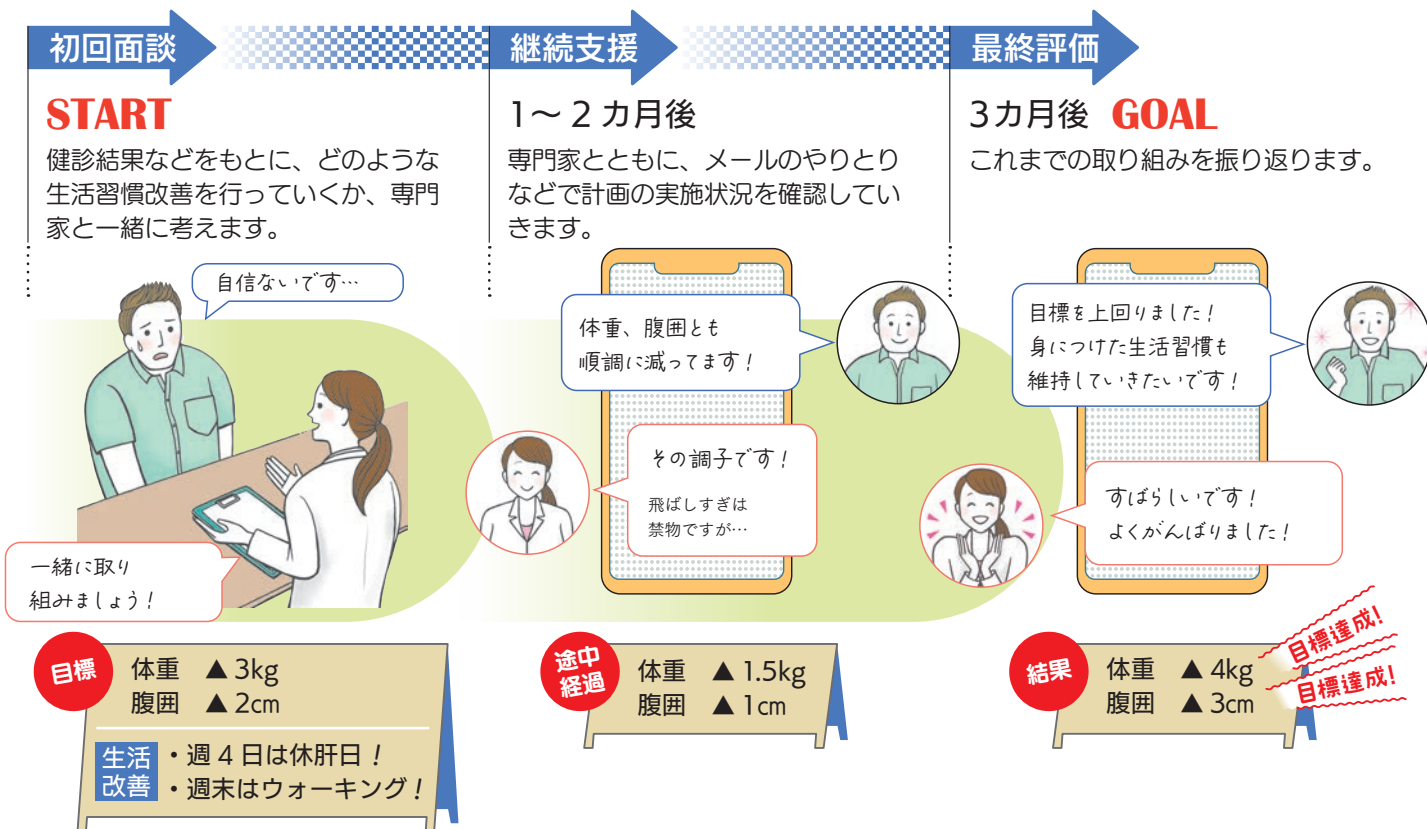 初回面談
START
健診結果などをもとに、どのような
生活習慣改善を行っていくか、専門
家と一緒に考えます。
自信ないです…
一緒に取り
組みましょう！
目標
体重 ▲3kg
腹囲 ▲2cm
生活
改善
・週4日は休肝日！
・週末はウォーキング！
継続支援
1～2カ月後
専門家とともに、メールのやりとり
などで計画の実施状況を確認してい
きます。
体重、腹囲とも
順調に減ってます！
その調子です！
飛ばしすぎは
禁物ですが…
途中
経過
体重 ▲1.5kg
腹囲 ▲1cm
最終評価
3カ月後 GOAL
これまでの取り組みを振り返ります。
目標を上回りました！
身につけた生活習慣も
維持していきたいです！
すばらしいです！
よくがんばりました！
結果
体重 ▲4kg
腹囲 ▲3cm
目標達成！
目標達成！